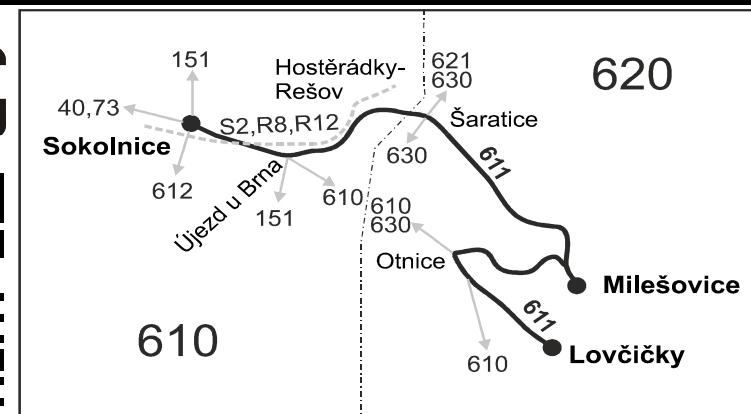 151
Hostěrádky-
Rešov
621
630
620
40,73
S2,R8,R12
Šaratice
Sokolnice
630
611
612
Újezd u Brna
151
610
610
630
Otnice
Milešovice
611
610
610
Lovčičky